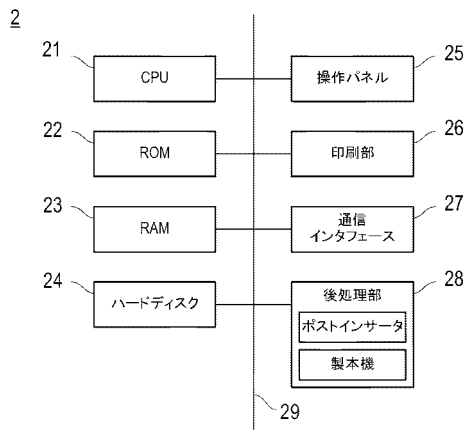 2
21
CPU
25
操作パネル
22
ROM
26
印刷部
23
RAM
27
通信
インタフェース
24
ハードディスク
28
後処理部
ポストインサータ
製本機
29